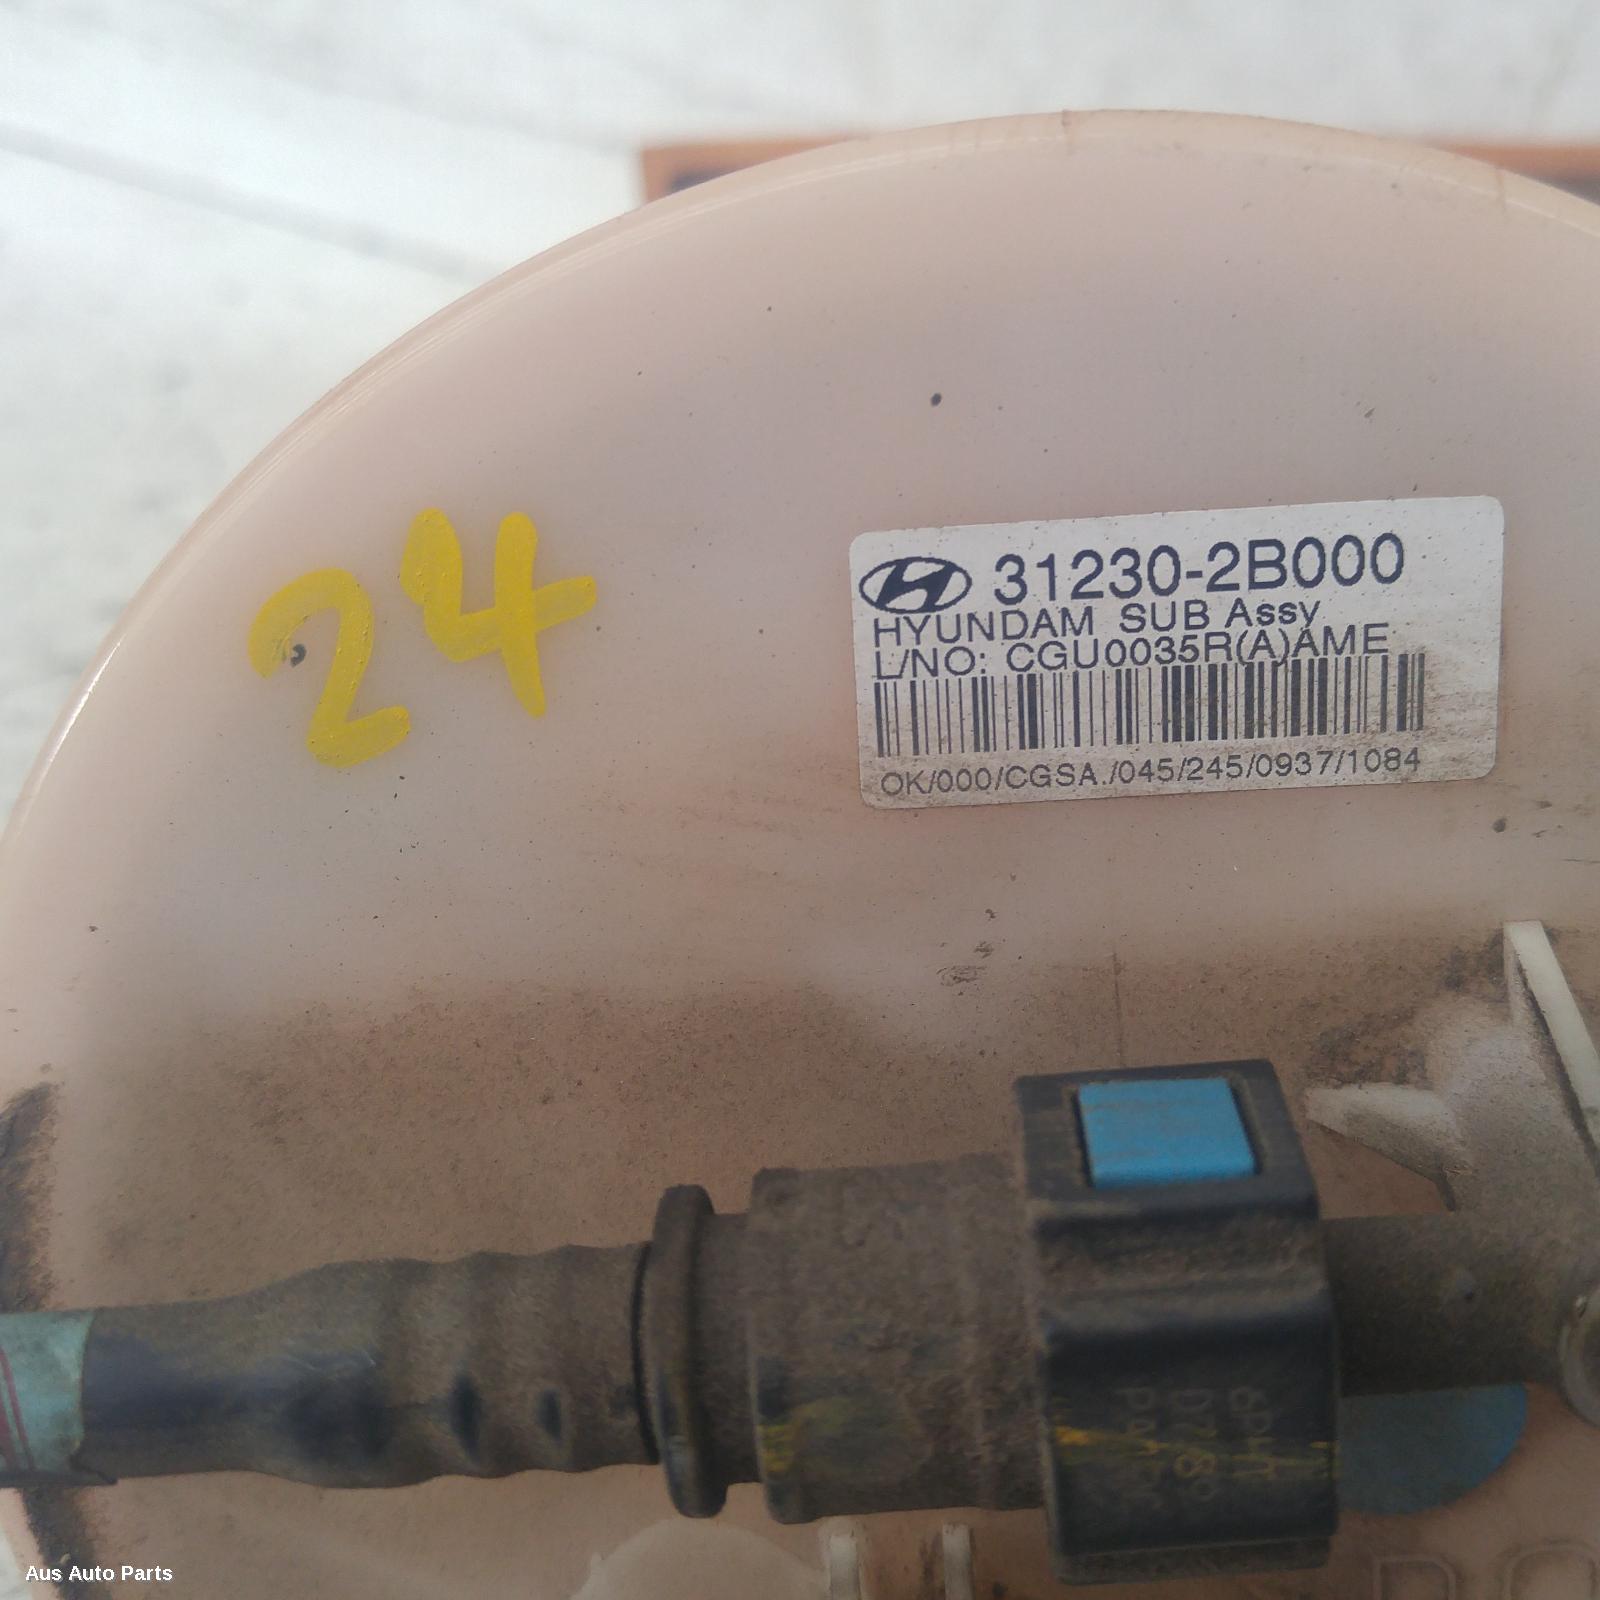 24
31230-2B000
HYUNDAM SUB Assy
L/NO: CGU0035R(A)AME
OK/000/CGSA./045/245/0937/1084
Aus Auto Parts